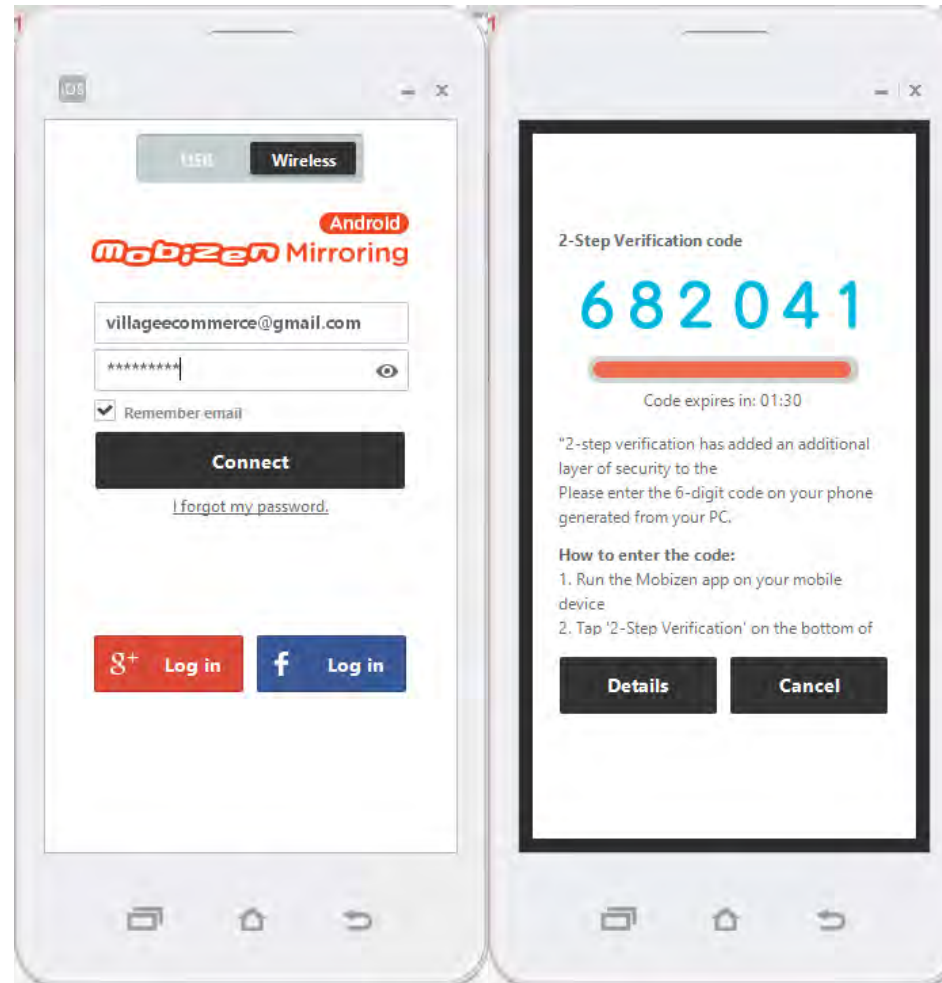 iOS
USB Wireless
Android
Mobizen Mirroring
villageecommerce@gmail.com
*********
Remember email
Connect
I forgot my password.
8+ Log in
f Log in
2-Step Verification code
682041
Code expires in: 01:30
"2-step verification has added an additional
layer of security to the
Please enter the 6-digit code on your phone
generated from your PC.
How to enter the code:
1. Run the Mobizen app on your mobile
device
2. Tap '2-Step Verification' on the bottom of
Details Cancel